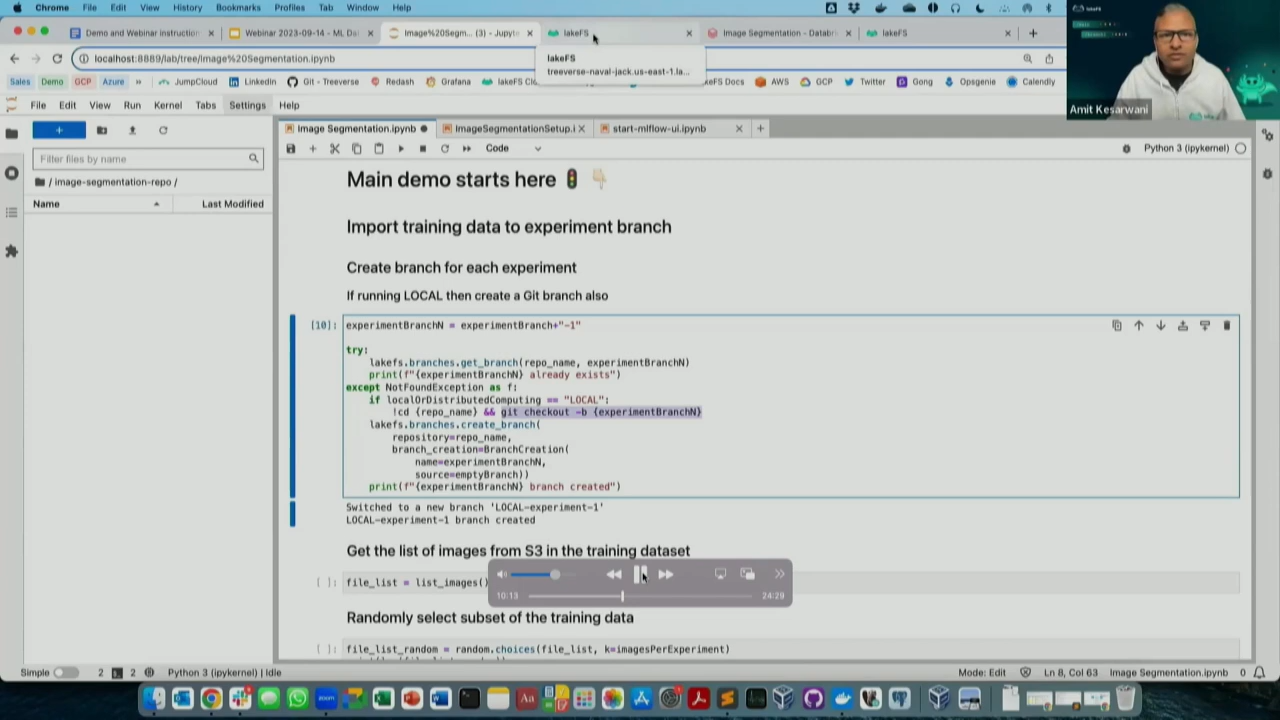 Chrome File Edit View History Bookmarks Profiles Tab Window Help
Demo and Webinar instruction
Webinar 2023-09-14 - ML Da
Image%20Segm... (3) - Jupyte
lakeFS
Image Segmentation - Databri
lakeFS
localhost:8889/lab/tree/Image%20Segmentation.ipynb
lakeFS
treeverse-naval-jack.us-east-1.la...
Sales Demo GCP Azure JumpCloud LinkedIn Git - Treeverse Redash Grafana lakeFS Clo
keFS Docs AWS GCP Twitter Gong Opsgenie Calendly
Amit Kesarwani
File Edit View Run Kernel Tabs Settings Help
Image Segmentation.ipynb
ImageSegmentationSetup.i
start-mlflow-ui.ipynb
Code
Python 3 (ipykernel)
Filter files by name
/ image-segmentation-repo /
Name Last Modified
Main demo starts here
Import training data to experiment branch
Create branch for each experiment
If running LOCAL then create a Git branch also
[10]: experimentBranchN = experimentBranch+"-1"
try:
lakefs.branches.get_branch(repo_name, experimentBranchN)
print(f"{experimentBranchN} already exists")
except NotFoundException as f:
if localOrDistributedComputing == "LOCAL":
!cd {repo_name} && git checkout -b {experimentBranchN}
lakefs.branches.create_branch(
repository=repo_name,
branch_creation=BranchCreation(
name=experimentBranchN,
source=emptyBranch))
print(f"{experimentBranchN} branch created")
Switched to a new branch 'LOCAL-experiment-1'
LOCAL-experiment-1 branch created
Get the list of images from S3 in the training dataset
[ ]: file_list = list_images()
10:13 24:29
Randomly select subset of the training data
[ ]: file_list_random = random.choices(file_list, k=imagesPerExperiment)
Simple 2 2 Python 3 (ipykernel) | Idle
Mode: Edit Ln 8, Col 63 Image Segmentation.ipynb 0